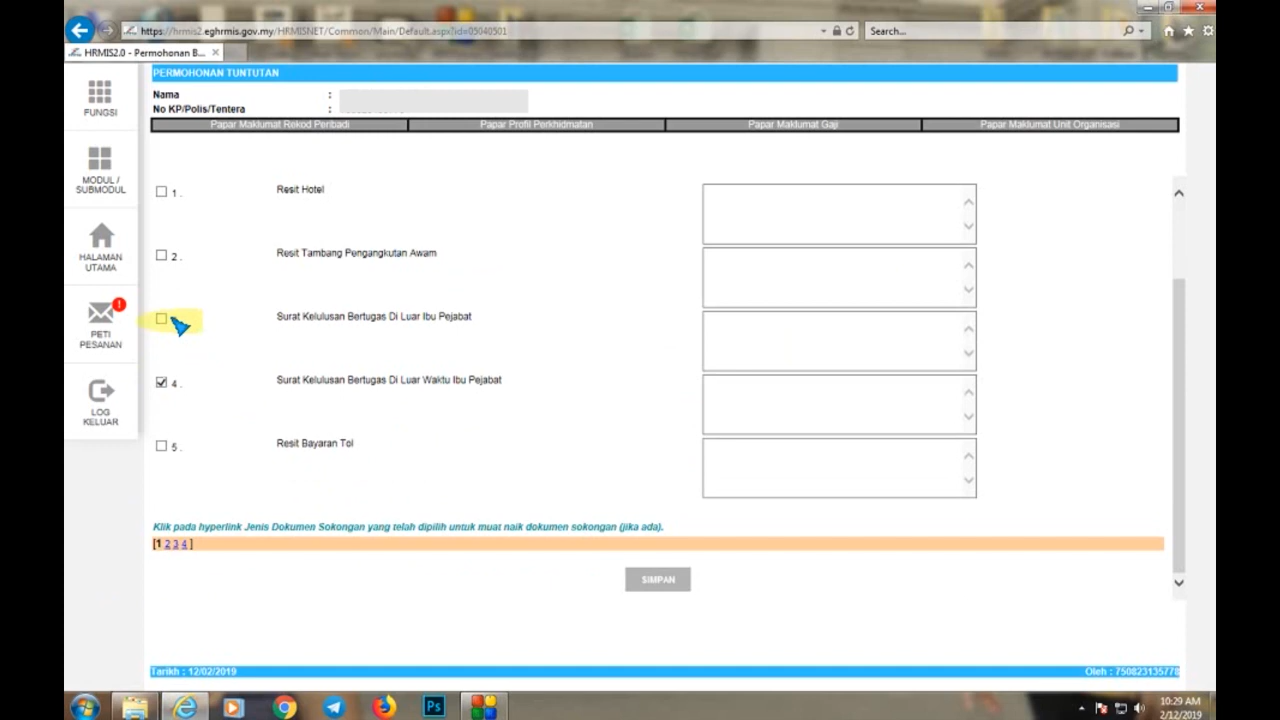 https://hrmis2.eghrmis.gov.my/HRMISNET/Common/Main/Default.aspx?id=05040501
Search...
HRMIS2.0 - Permohonan B...
PERMOHONAN TUNTUTAN
Nama :
No KP/Polis/Tentera :
Papar Maklumat Rekod Peribadi Papar Profil Perkhidmatan Papar Maklumat Gaji Papar Maklumat Unit Organisasi
FUNGSI
MODUL /
SUBMODUL
HALAMAN
UTAMA
!
PETI
PESANAN
LOG
KELUAR
1 . Resit Hotel
2 . Resit Tambang Pengangkutan Awam
Surat Kelulusan Bertugas Di Luar Ibu Pejabat
4 . Surat Kelulusan Bertugas Di Luar Waktu Ibu Pejabat
5 . Resit Bayaran Tol
Klik pada hyperlink Jenis Dokumen Sokongan yang telah dipilih untuk muat naik dokumen sokongan (jika ada).
[1 2 3 4 ]
SIMPAN
Tarikh : 12/02/2019 Oleh : 750823135778
Ps
10:29 AM
2/12/2019